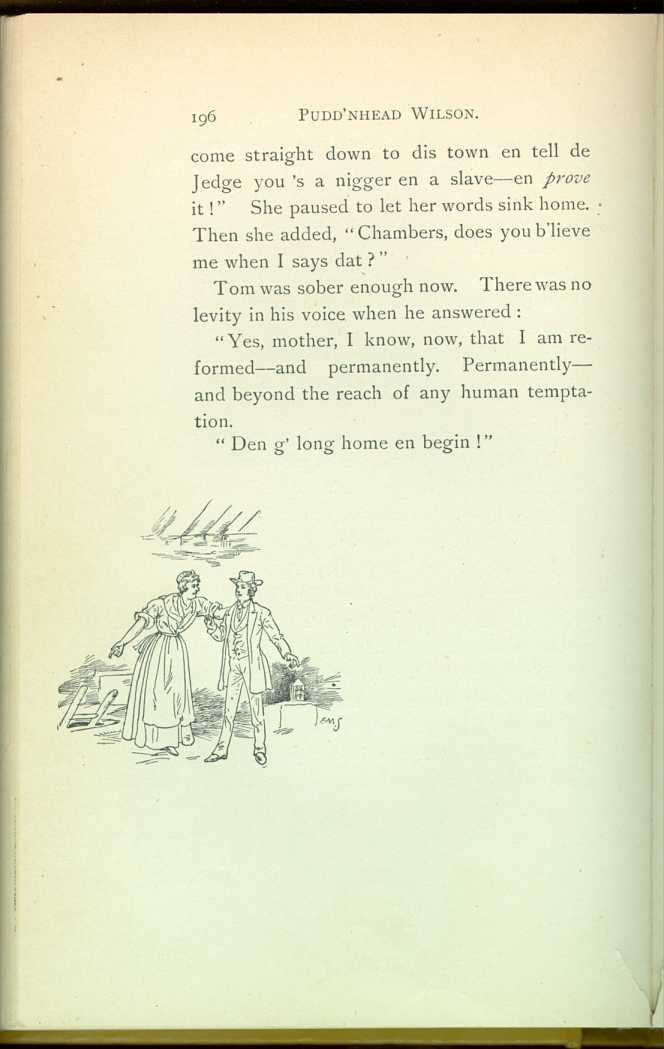 196 PUDD'NHEAD WILSON.
come straight down to dis town en tell de
Jedge you 's a nigger en a slave—en prove
it!" She paused to let her words sink home.
Then she added, "Chambers, does you b'lieve
me when I says dat?"
Tom was sober enough now. There was no
levity in his voice when he answered:
"Yes, mother, I know, now, that I am re-
formed—and permanently. Permanently—
and beyond the reach of any human tempta-
tion.
"Den g' long home en begin!"